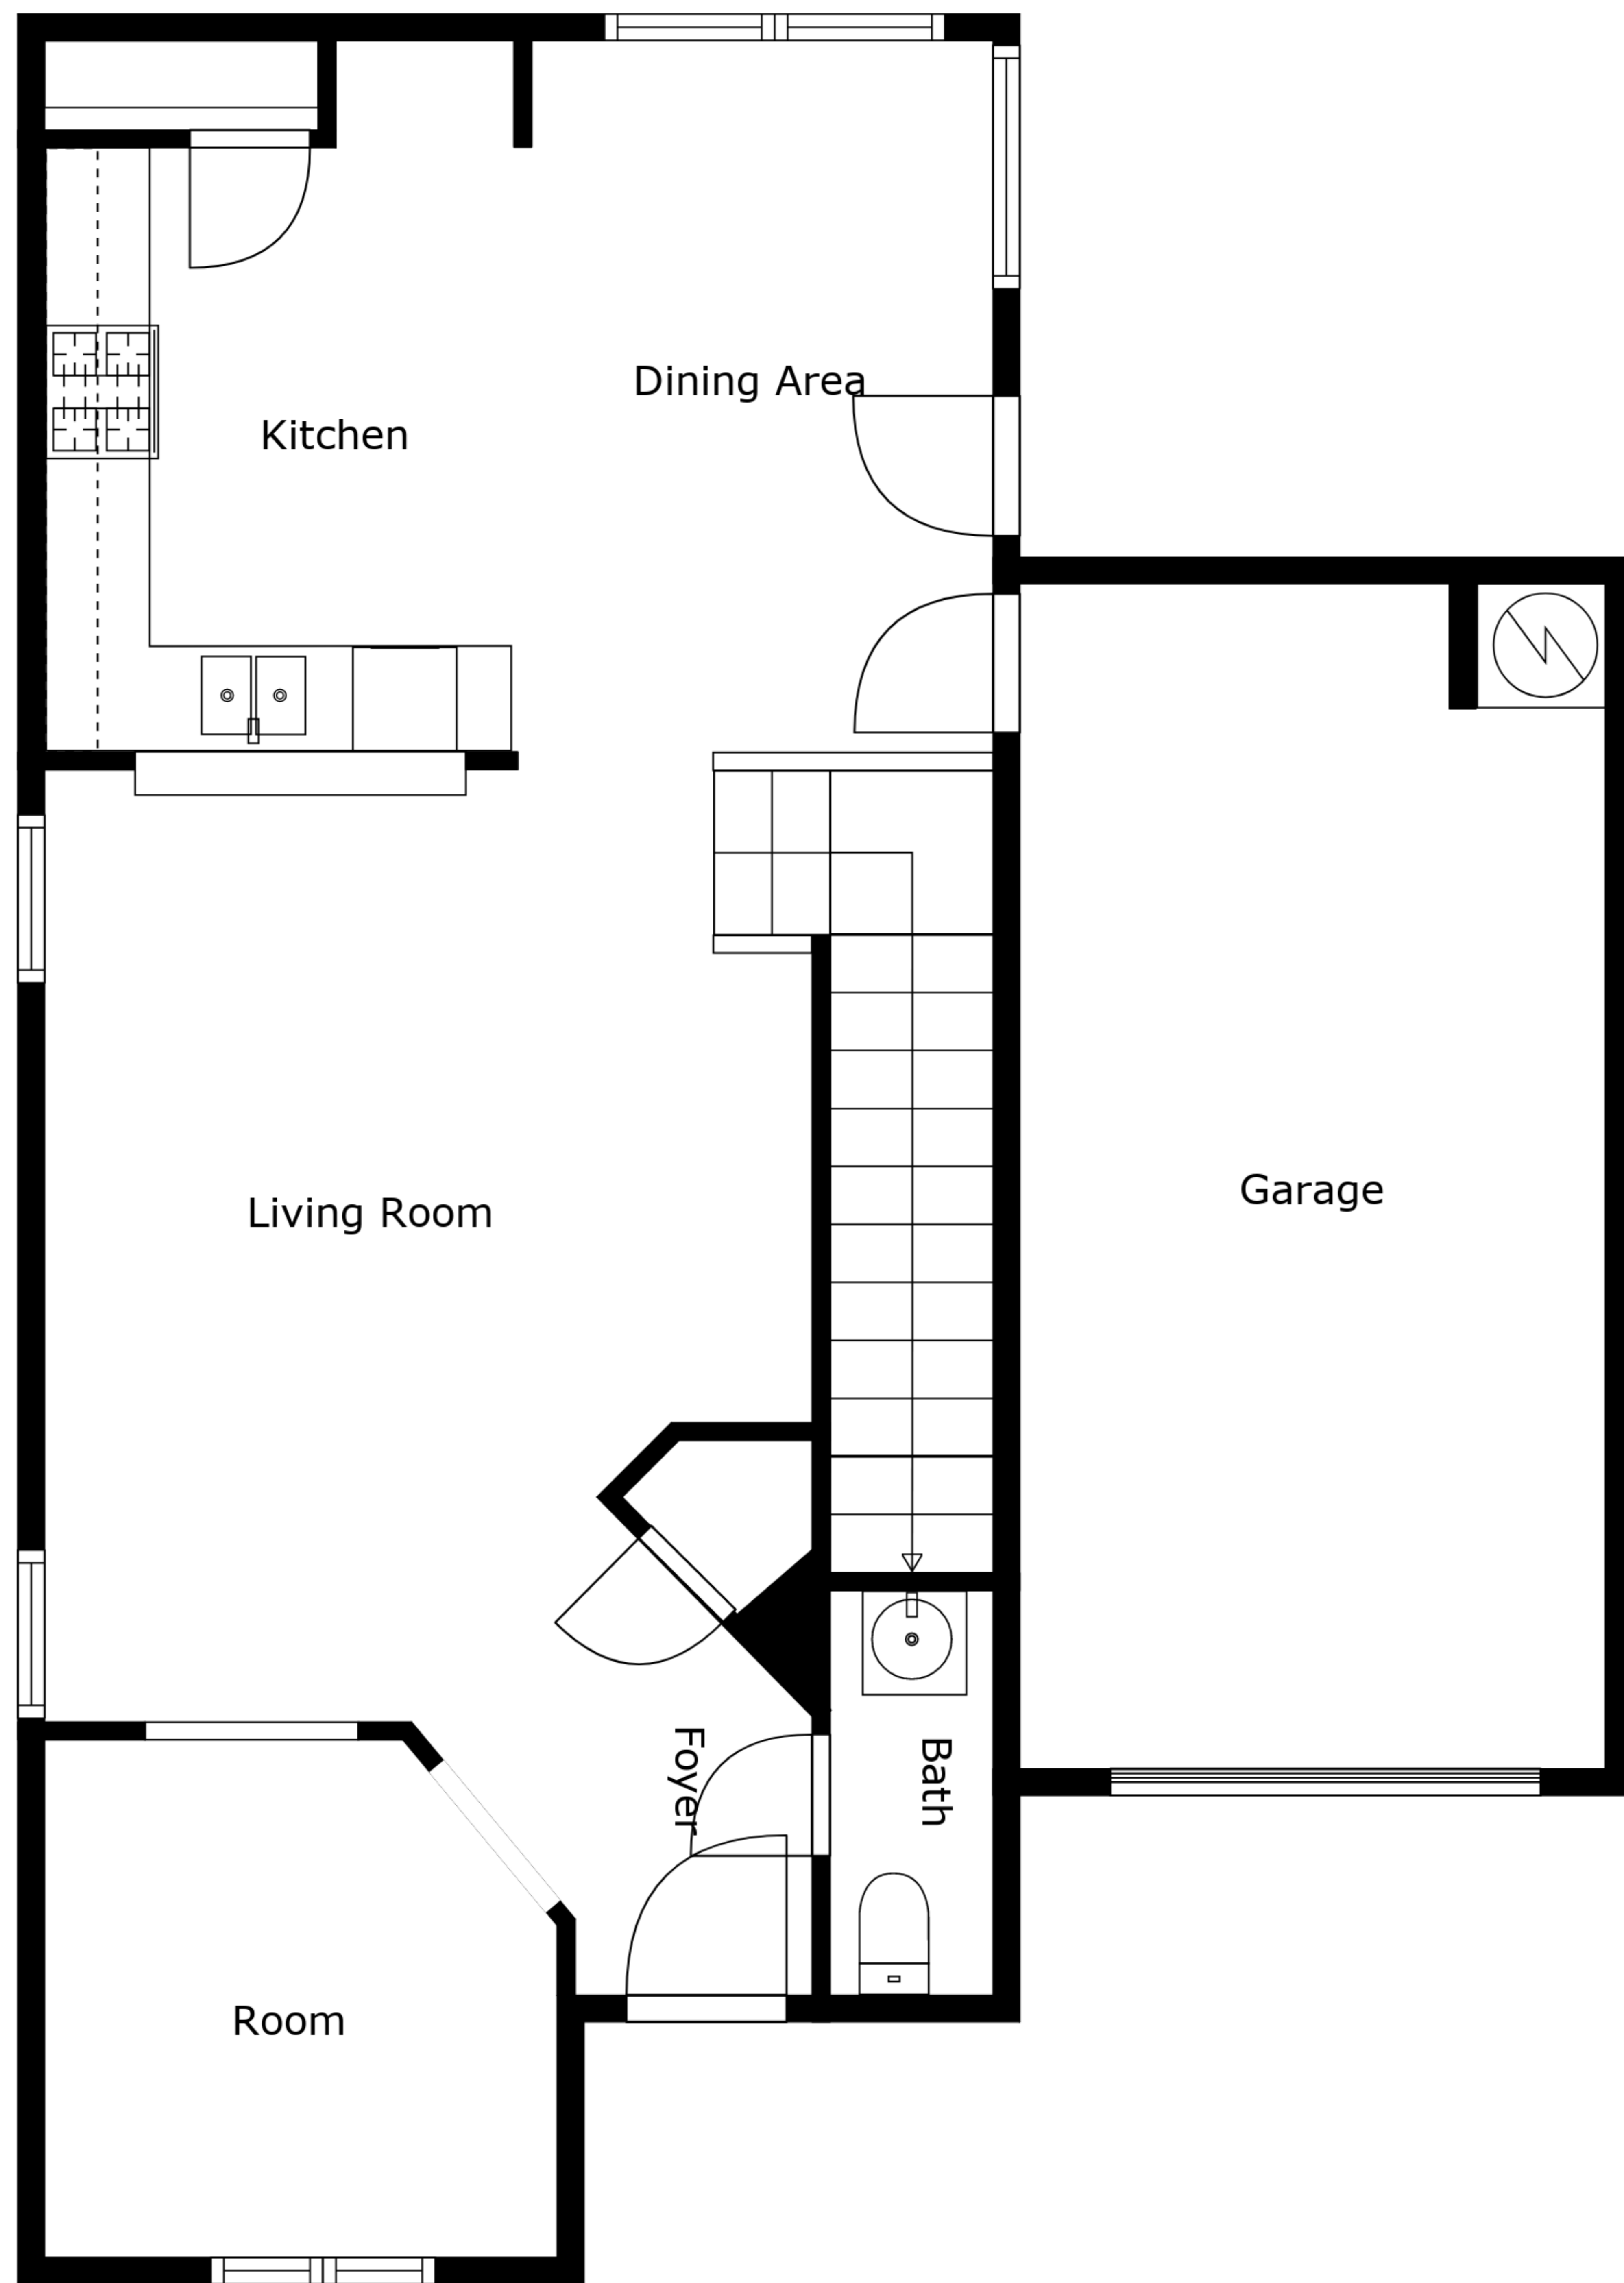 Dining Area
Kitchen
Living Room
Garage
Foyer
Bath
Room